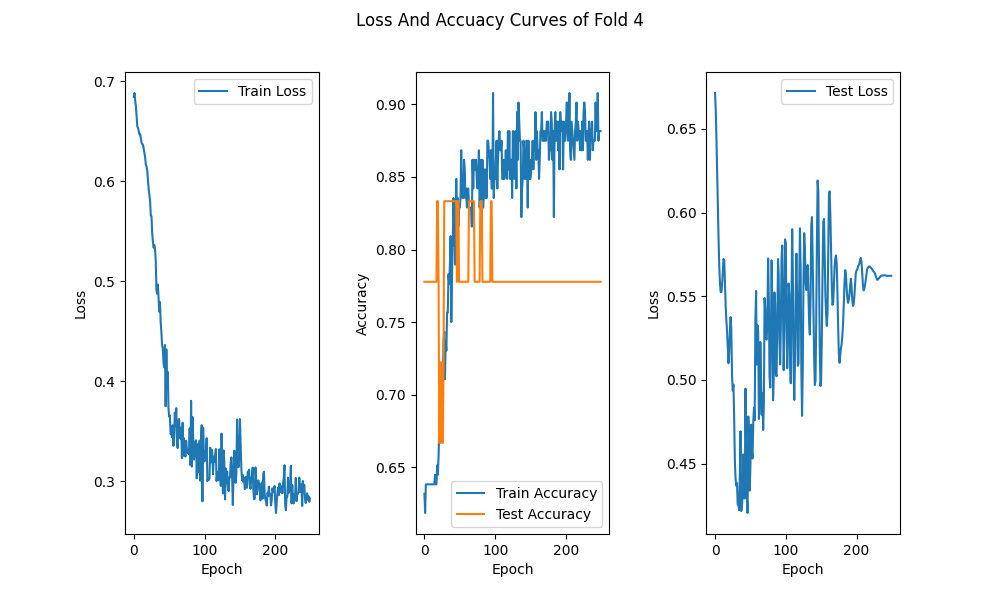 Loss And Accuacy Curves of Fold 4
0.7
0.6
0.5
0.4
0.3
0
100
200
Epoch
Loss
Train Loss
0.90
0.85
0.80
0.75
0.70
0.65
0
100
200
Epoch
Accuracy
Train Accuracy
Test Accuracy
0.65
0.60
0.55
0.50
0.45
0
100
200
Epoch
Loss
Test Loss